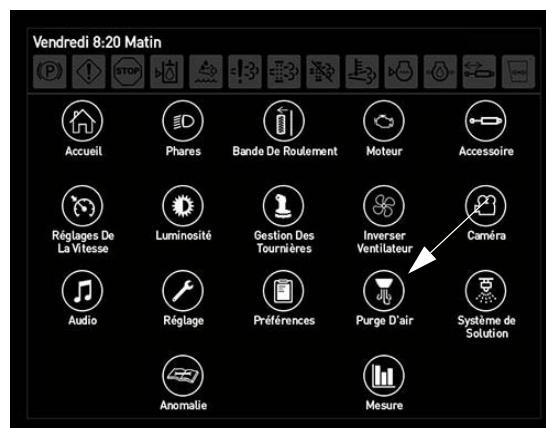 Vendredi 8:20 Matin
(P) STOP
Accueil Phares Bande De Roulement Moteur Accessoire
Réglages De La Vitesse Luminosité Gestion Des Tournières Inverser Ventilateur Caméra
Audio Réglage Préférences Purge D'air Système de Solution
Anomalie Mesure